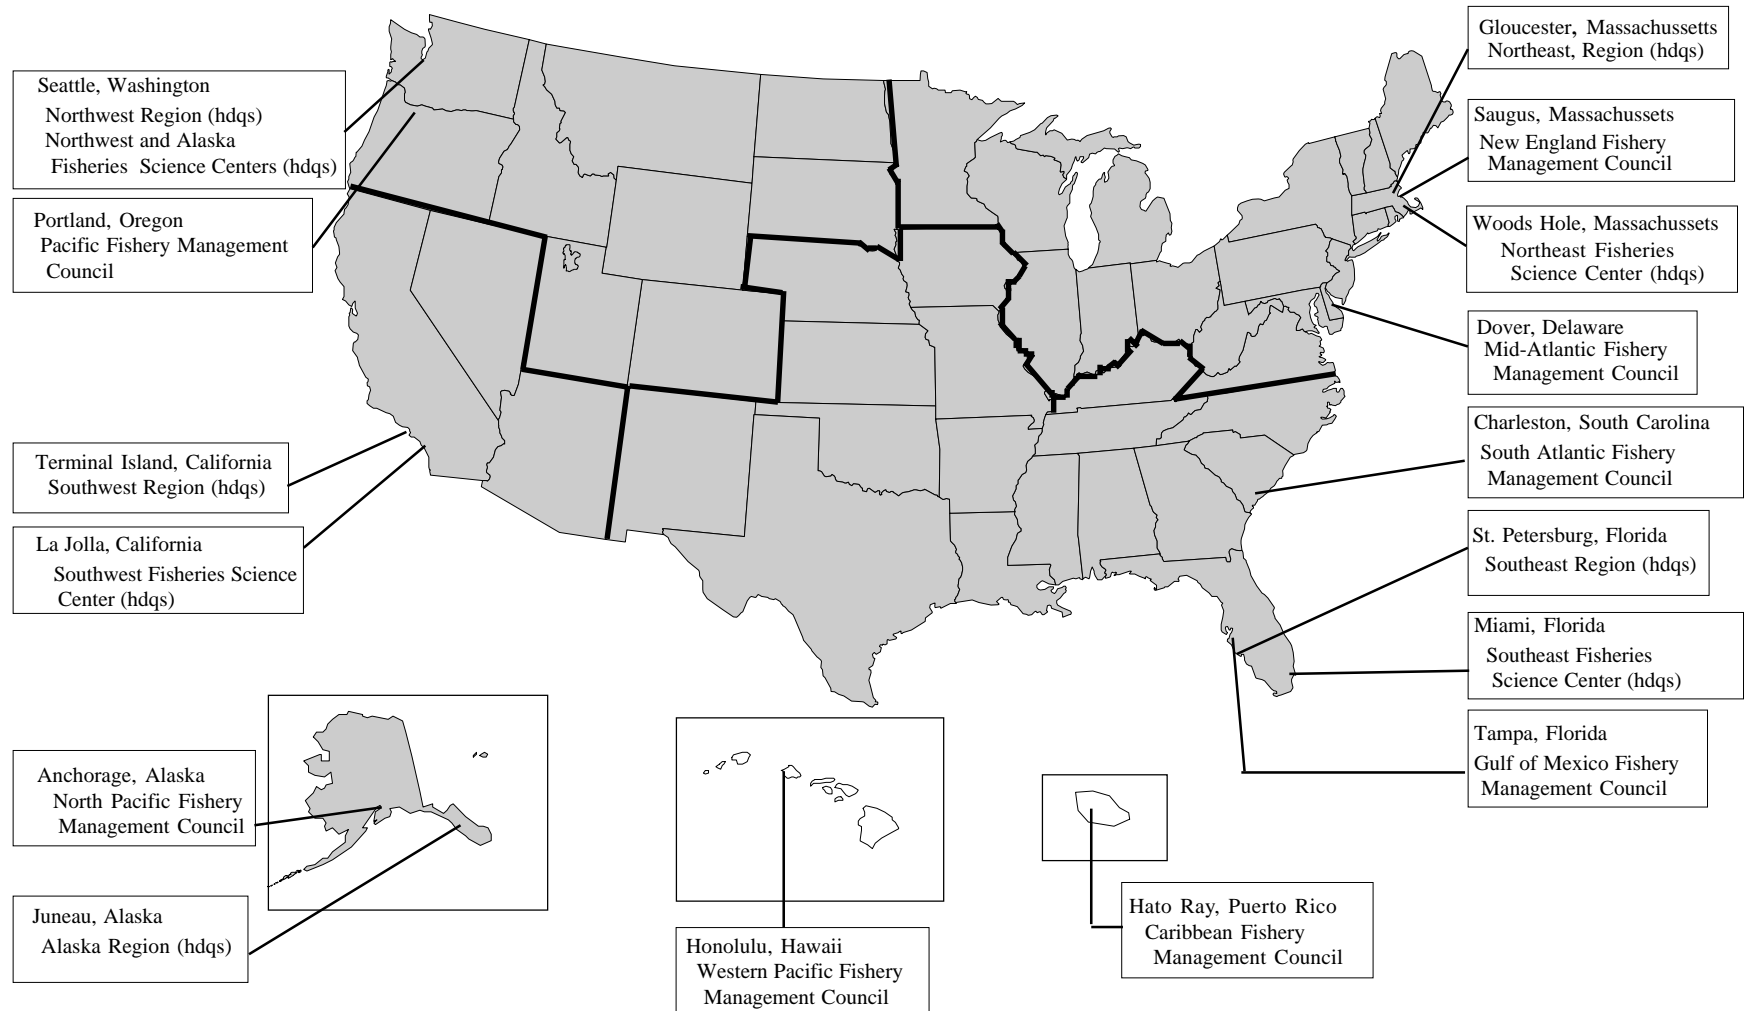 Seattle, Washington
Northwest Region (hdqs)
Northwest and Alaska
Fisheries Science Centers (hdqs)
Portland, Oregon
Pacific Fishery Management
Council
Terminal Island, California
Southwest Region (hdqs)
La Jolla, California
Southwest Fisheries Science
Center (hdqs)
Anchorage, Alaska
North Pacific Fishery
Management Council
Juneau, Alaska
Alaska Region (hdqs)
Honolulu, Hawaii
Western Pacific Fishery
Management Council
Hato Ray, Puerto Rico
Caribbean Fishery
Management Council
Gloucester, Massachussetts
Northeast, Region (hdqs)
Saugus, Massachussets
New England Fishery
Management Council
Woods Hole, Massachussets
Northeast Fisheries
Science Center (hdqs)
Dover, Delaware
Mid-Atlantic Fishery
Management Council
Charleston, South Carolina
South Atlantic Fishery
Management Council
St. Petersburg, Florida
Southeast Region (hdqs)
Miami, Florida
Southeast Fisheries
Science Center (hdqs)
Tampa, Florida
Gulf of Mexico Fishery
Management Council